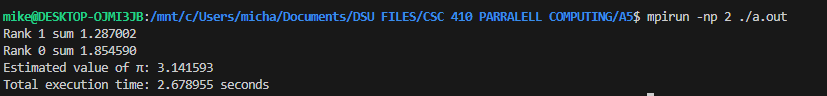 mike@DESKTOP-OJMI3JB:/mnt/c/Users/micha/Documents/DSU FILES/CSC 410 PARRALELL COMPUTING/A5$ mpirun -np 2 ./a.out
Rank 1 sum 1.287002
Rank 0 sum 1.854590
Estimated value of π: 3.141593
Total execution time: 2.678955 seconds